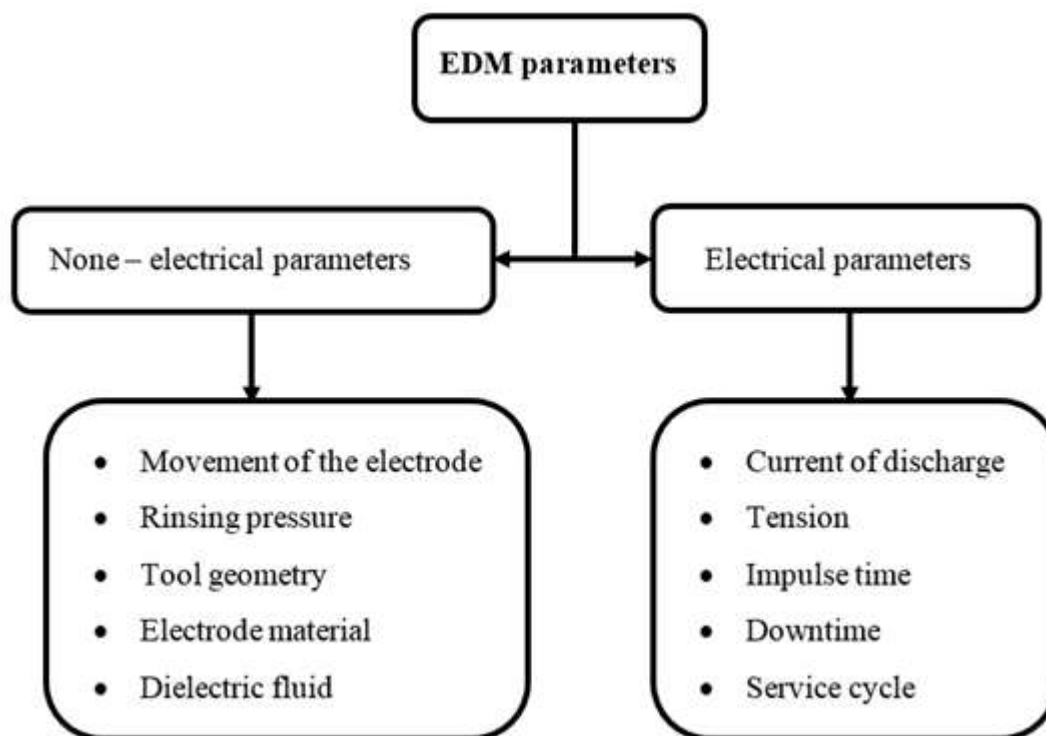 EDM parameters
None – electrical parameters
Electrical parameters
• Movement of the electrode
• Rinsing pressure
• Tool geometry
• Electrode material
• Dielectric fluid
• Current of discharge
• Tension
• Impulse time
• Downtime
• Service cycle